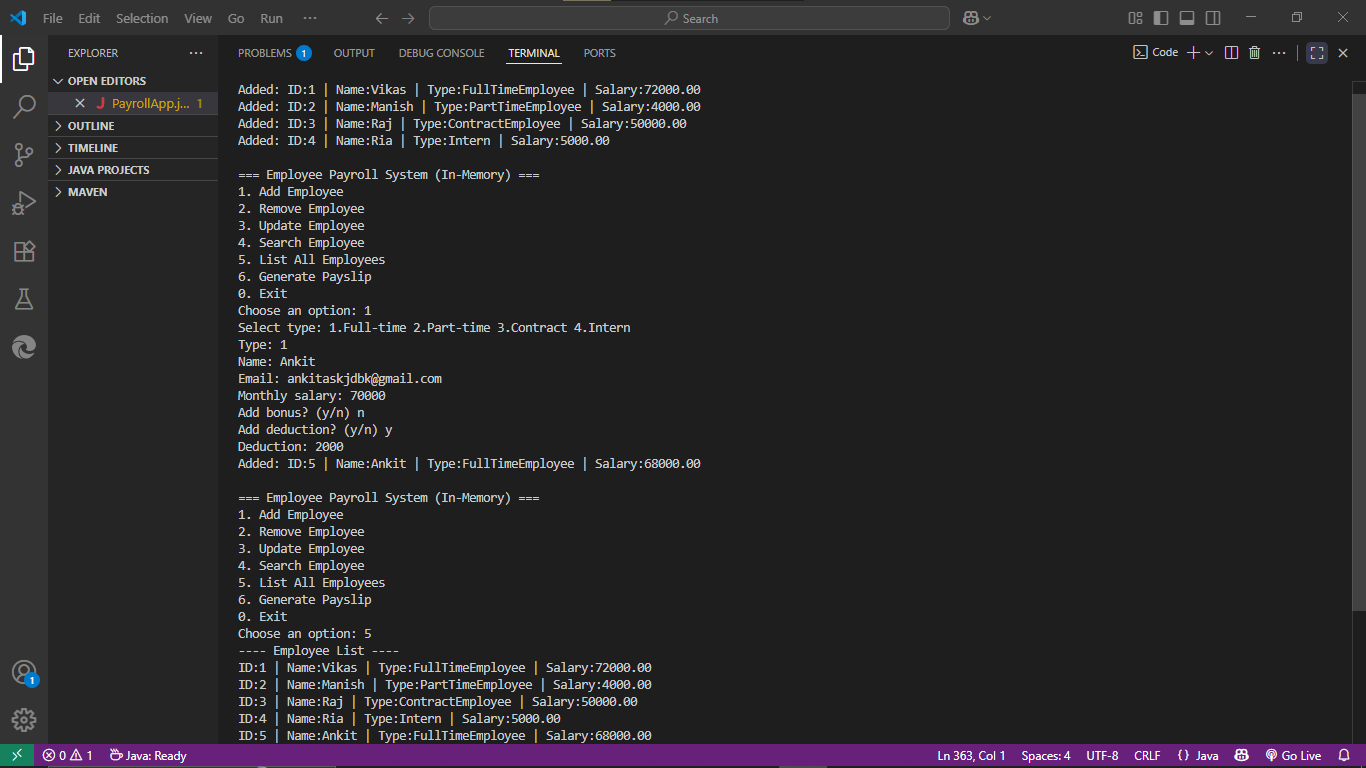 File Edit Selection View Go Run ··· Search
EXPLORER ···
OPEN EDITORS
J PayrollApp.j... 1
OUTLINE
TIMELINE
JAVA PROJECTS
MAVEN
PROBLEMS 1 OUTPUT DEBUG CONSOLE TERMINAL PORTS Code
Added: ID:1 | Name:Vikas | Type:FullTimeEmployee | Salary:72000.00
Added: ID:2 | Name:Manish | Type:PartTimeEmployee | Salary:4000.00
Added: ID:3 | Name:Raj | Type:ContractEmployee | Salary:50000.00
Added: ID:4 | Name:Ria | Type:Intern | Salary:5000.00
=== Employee Payroll System (In-Memory) ===
1. Add Employee
2. Remove Employee
3. Update Employee
4. Search Employee
5. List All Employees
6. Generate Payslip
0. Exit
Choose an option: 1
Select type: 1.Full-time 2.Part-time 3.Contract 4.Intern
Type: 1
Name: Ankit
Email: ankitaskjdbk@gmail.com
Monthly salary: 70000
Add bonus? (y/n) n
Add deduction? (y/n) y
Deduction: 2000
Added: ID:5 | Name:Ankit | Type:FullTimeEmployee | Salary:68000.00
=== Employee Payroll System (In-Memory) ===
1. Add Employee
2. Remove Employee
3. Update Employee
4. Search Employee
5. List All Employees
6. Generate Payslip
0. Exit
Choose an option: 5
---- Employee List ----
ID:1 | Name:Vikas | Type:FullTimeEmployee | Salary:72000.00
ID:2 | Name:Manish | Type:PartTimeEmployee | Salary:4000.00
ID:3 | Name:Raj | Type:ContractEmployee | Salary:50000.00
ID:4 | Name:Ria | Type:Intern | Salary:5000.00
ID:5 | Name:Ankit | Type:FullTimeEmployee | Salary:68000.00
1
0 1 Java: Ready Ln 363, Col 1 Spaces: 4 UTF-8 CRLF {} Java Go Live